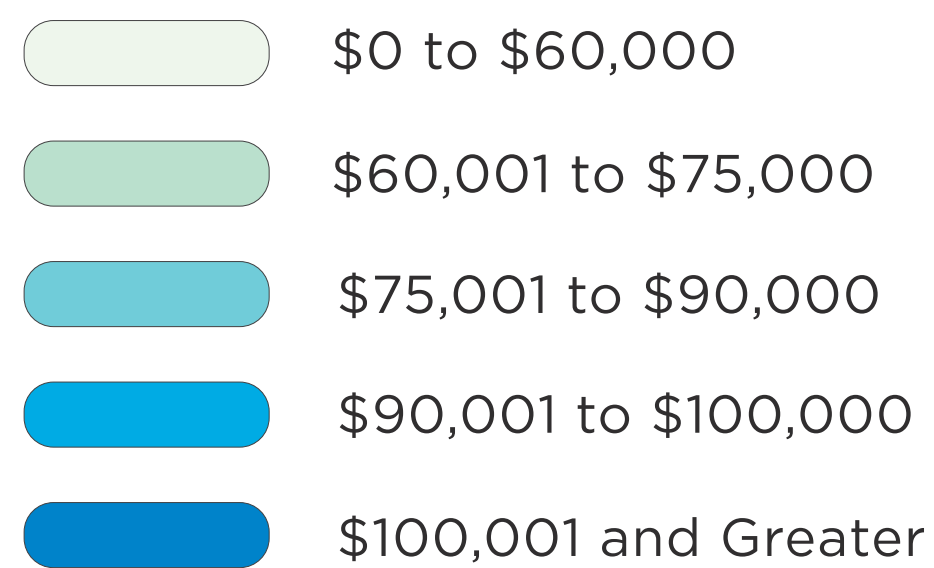 $0 to $60,000
$60,001 to $75,000
$75,001 to $90,000
$90,001 to $100,000
$100,001 and Greater